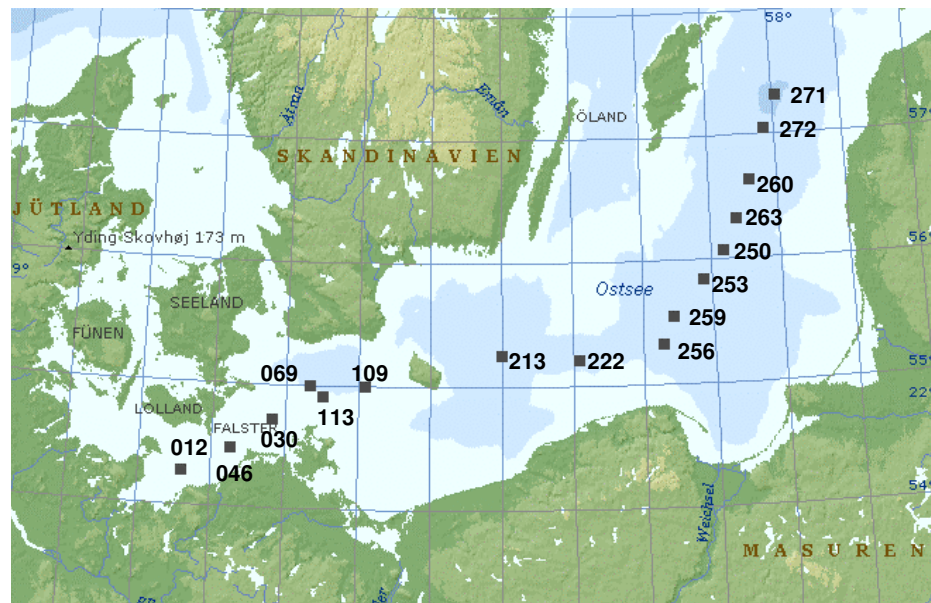 58°
271
57°
Ätran
Emån
ÖLAND
272
SKANDINAVIEN
260
JÜTLAND
263
Yding Skovhøj 173 m
250
56°
9°
253
Ostsee
SEELAND
259
FÜNEN
256
213
222
55°
069
109
22°
113
LOLLAND
030
FALSTER
012
046
54°
Weichsel
MASUREN